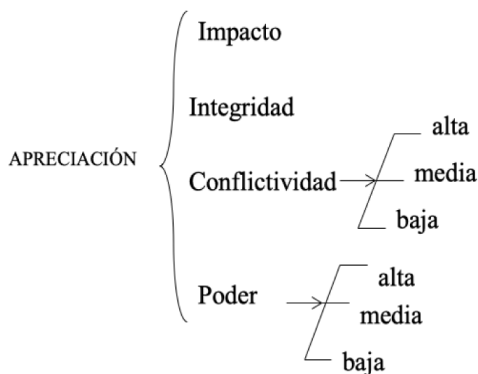 Impacto
Integridad
APRECIACIÓN
Conflictividad
alta
media
baja
Poder
alta
media
baja